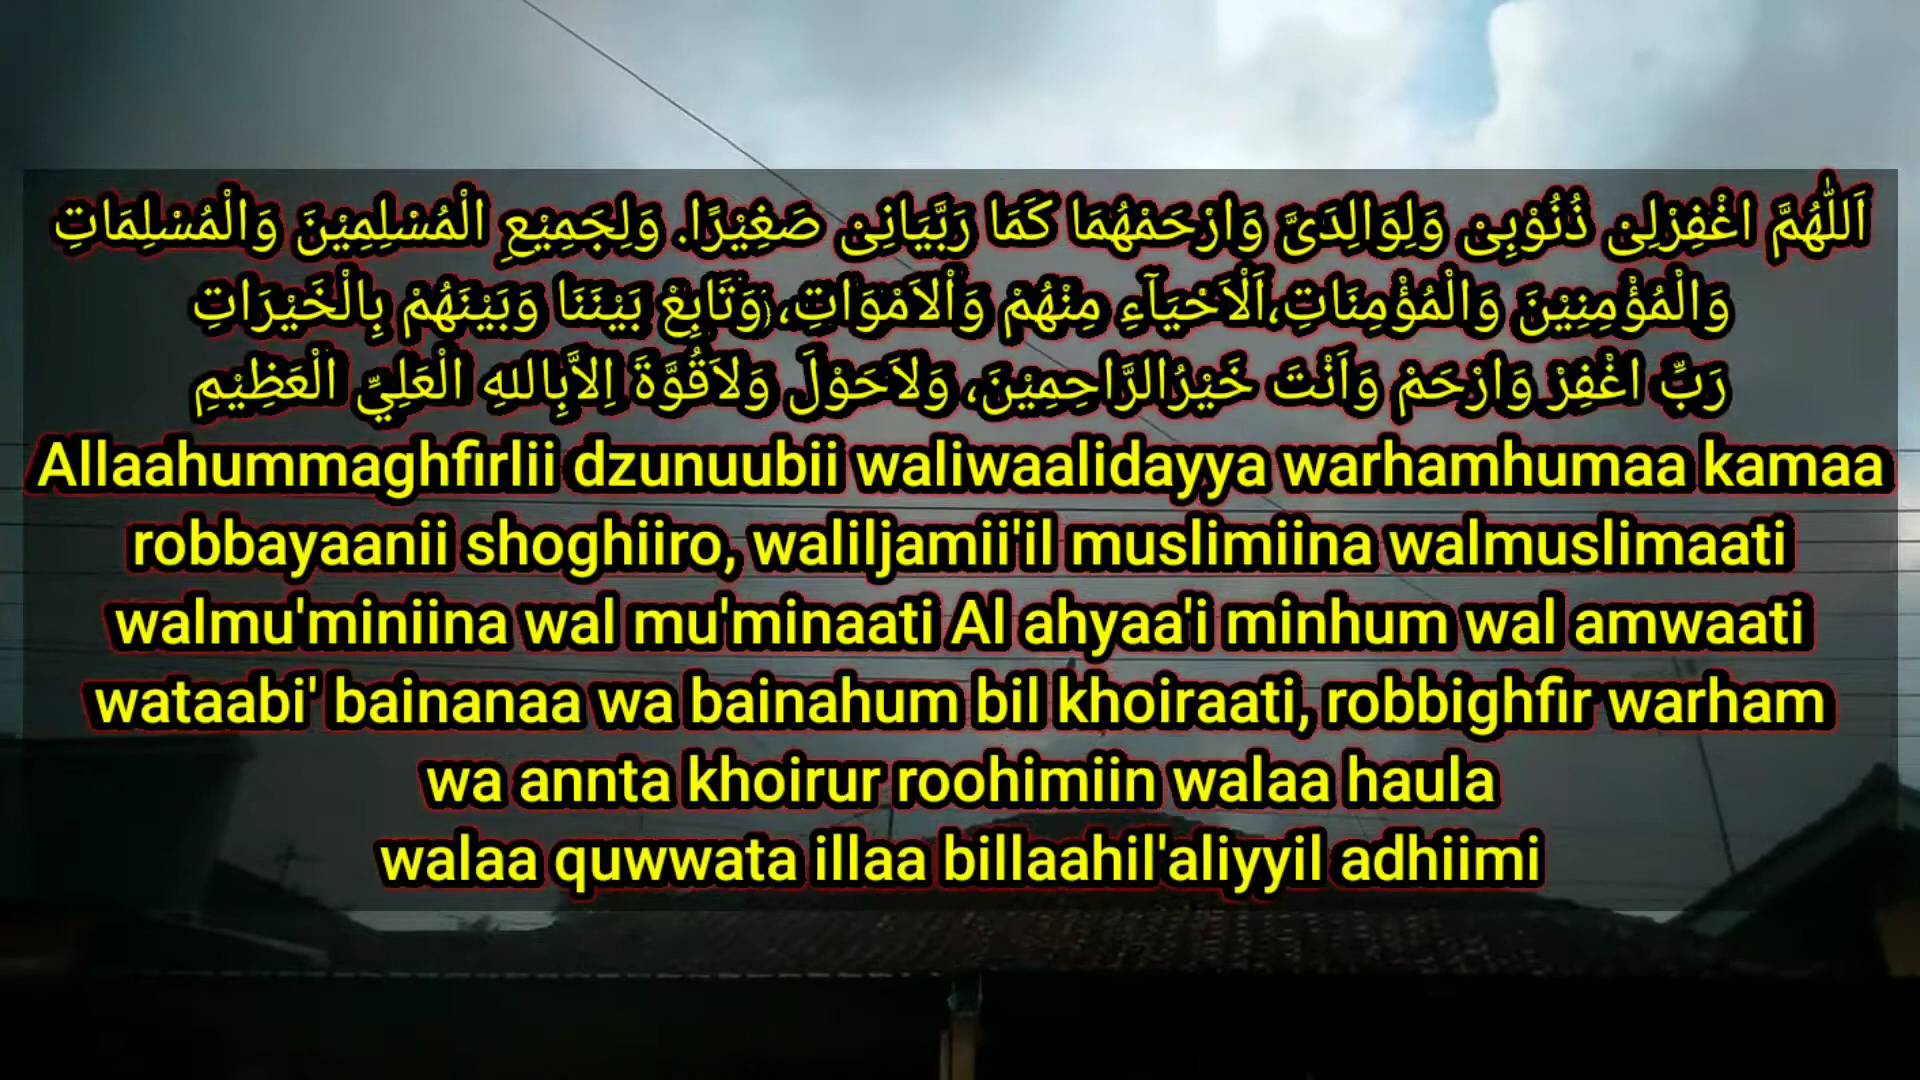 اَللّٰهُمَّ اغْفِرْلِيْ ذُنُوْبِيْ وَلِوَالِدَيَّ وَارْحَمْهُمَا كَمَا رَبَّيَانِيْ صَغِيْرًا. وَلِجَمِيْعِ الْمُسْلِمِيْنَ وَالْمُسْلِمَاتِ
وَالْمُؤْمِنِيْنَ وَالْمُؤْمِنَاتِ،اَلْاَحْيَآءِ مِنْهُمْ وَاْلاَمْوَاتِ،﴿وَتَابِعْ بَيْنَنَا وَبَيْنَهُمْ بِالْخَيْرَاتِ
رَبِّ اغْفِرْ وَارْحَمْ وَاَنْتَ خَيْرُالرَّاحِمِيْنَ، وَلاَحَوْلَ وَلاَقُوَّةَ اِلاَّبِاللهِ الْعَلِيِّ الْعَظِيْمِ
Allaahummaghfirlii dzunuubii waliwaalidayya warhamhumaa kamaa
robbayaanii shoghiiro, waliljamii'il muslimiina walmuslimaati
walmu'miniina wal mu'minaati Al ahyaa'i minhum wal amwaati
wataabi' bainanaa wa bainahum bil khoiraati, robbighfir warham
wa annta khoirur roohimiin walaa haula
walaa quwwata illaa billaahil'aliyyil adhiimi